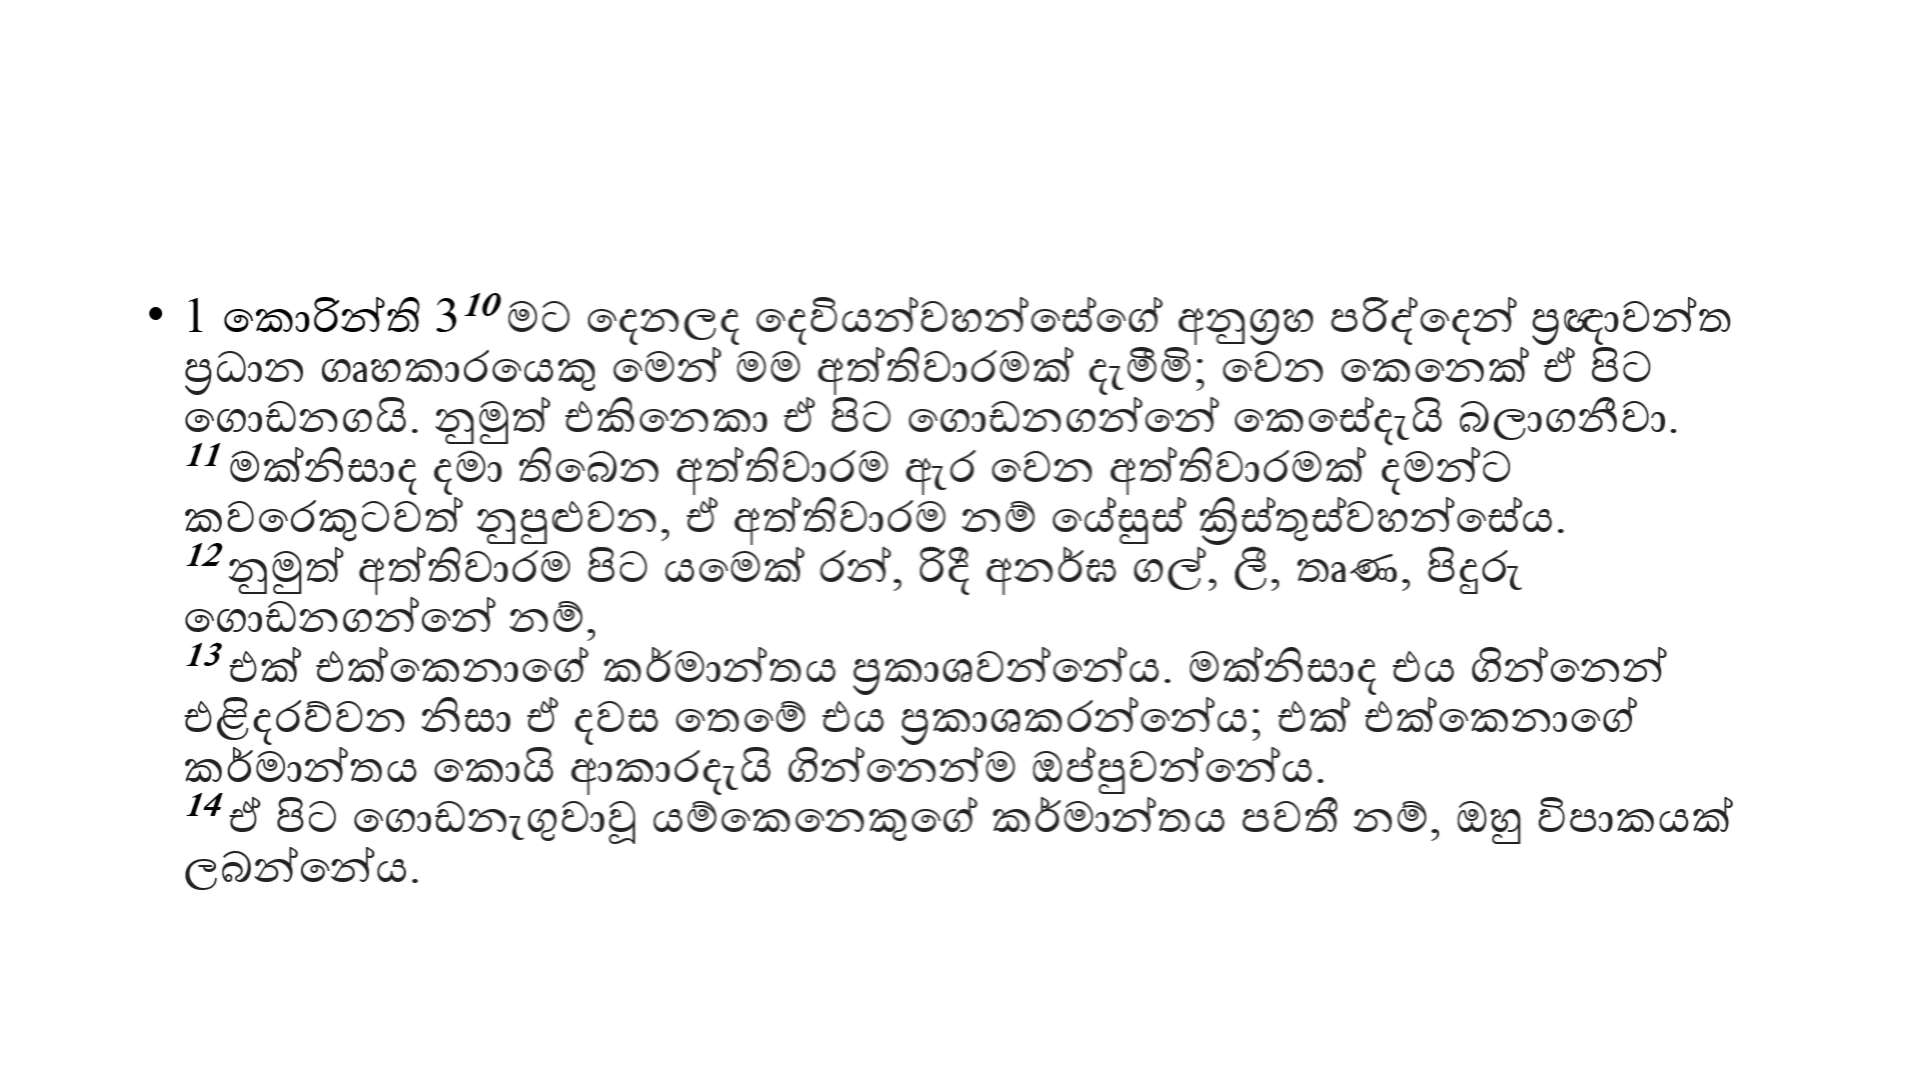 • 1 කොරින්ති 3 10 මට දෙනලද දෙවියන්වහන්සේගේ අනුග්‍රහ පරිද්දෙන් ප්‍රඥාවන්ත
ප්‍රධාන ගෘහකාරයෙකු මෙන් මම අත්තිවාරමක් දැමීමි; වෙන කෙනෙක් ඒ පිට
ගොඩනගයි. නුමුත් එකිනෙකා ඒ පිට ගොඩනගන්නේ කෙසේදැයි බලාගනීවා.
11 මක්නිසාද දමා තිබෙන අත්තිවාරම ඇර වෙන අත්තිවාරමක් දමන්ට
කවරෙකුටවත් නුපුළුවන, ඒ අත්තිවාරම නම් යේසුස් ක්‍රිස්තුස්වහන්සේය.
12 නුමුත් අත්තිවාරම පිට යමෙක් රන්, රිදී අනර්ඝ ගල්, ලී, තෘණ, පිදුරු
ගොඩනගන්නේ නම්,
13 එක් එක්කෙනාගේ කර්මාන්තය ප්‍රකාශවන්නේය. මක්නිසාද එය ගින්නෙන්
එළිදරව්වන නිසා ඒ දවස තෙමේ එය ප්‍රකාශකරන්නේය; එක් එක්කෙනාගේ
කර්මාන්තය කොයි ආකාරදැයි ගින්නෙන්ම ඔප්පුවන්නේය.
14 ඒ පිට ගොඩනැගුවාවූ යම්කෙනෙකුගේ කර්මාන්තය පවතී නම්, ඔහු විපාකයක්
ලබන්නේය.